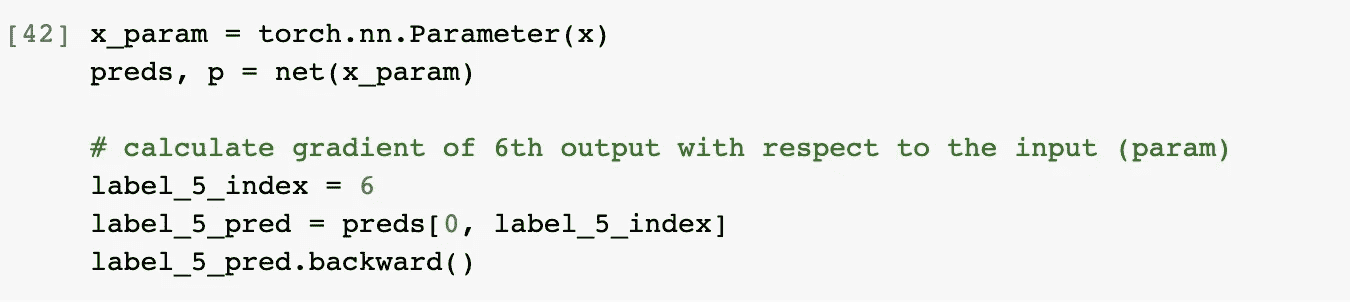 [42] x_param = torch.nn.Parameter(x)
preds, p = net(x_param)
# calculate gradient of 6th output with respect to the input (param)
label_5_index = 6
label_5_pred = preds[0, label_5_index]
label_5_pred.backward()